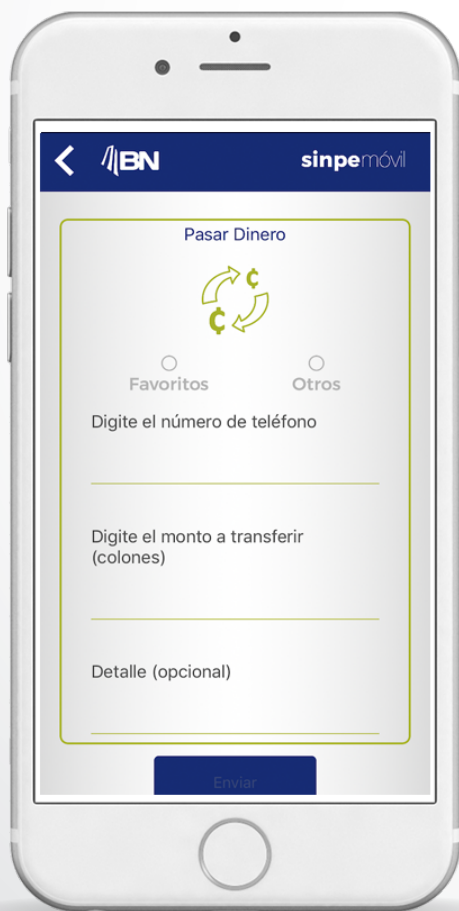 BN sinpemóvil
Pasar Dinero
Favoritos Otros
Digite el número de teléfono
Digite el monto a transferir
(colones)
Detalle (opcional)
Enviar